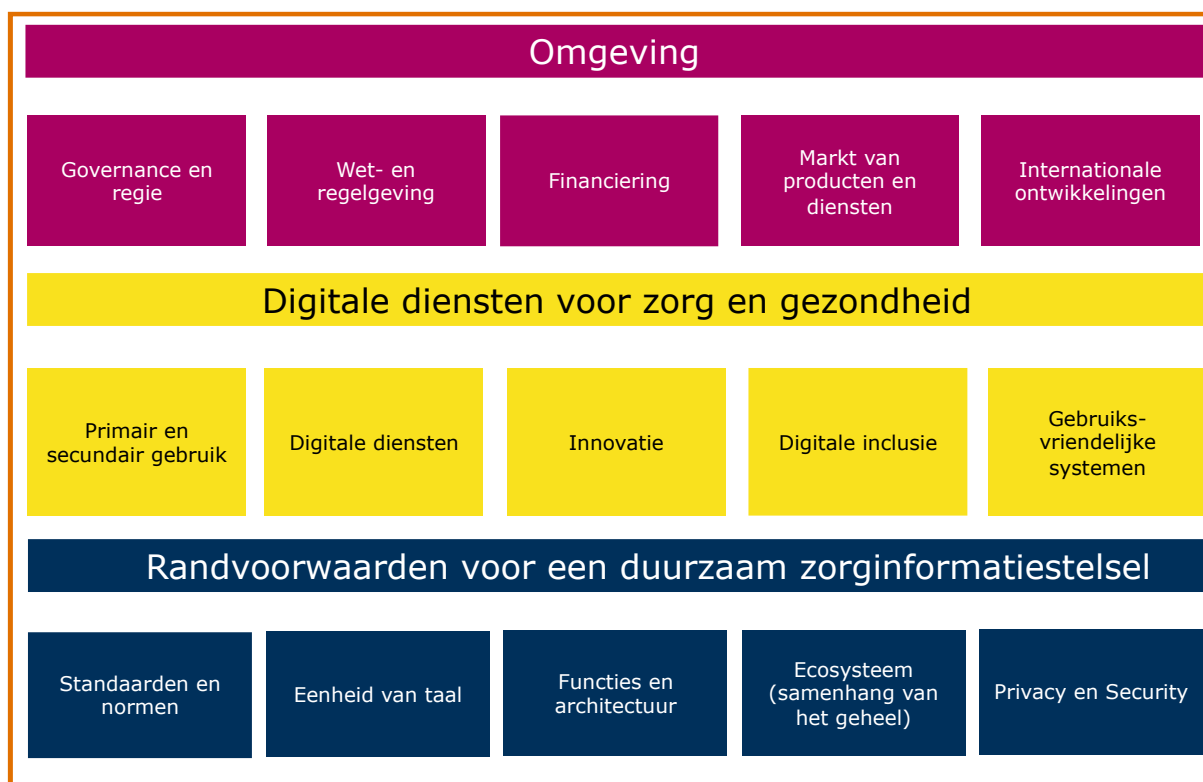 Omgeving
Governance en
regie
Wet- en
regelgeving
Financiering
Markt van
producten en
diensten
Internationale
ontwikkelingen
Digitale diensten voor zorg en gezondheid
Primair en
secundair gebruik
Digitale diensten
Innovatie
Digitale inclusie
Gebruiks-
vriendelijke
systemen
Randvoorwaarden voor een duurzaam zorginformatiestelsel
Standaarden en
normen
Eenheid van taal
Functies en
architectuur
Ecosysteem
(samenhang van
het geheel)
Privacy en Security